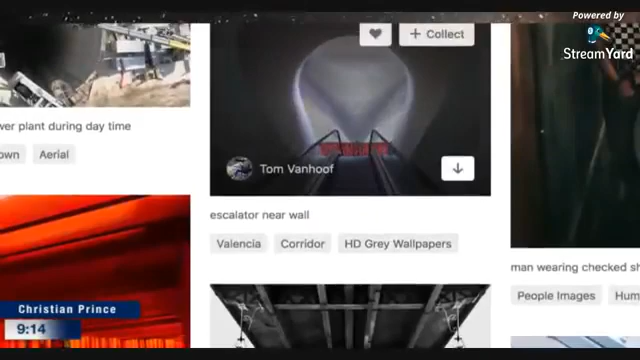 Powered by
StreamYard
+ Collect
wer plant during day time
own
Aerial
Tom Vanhoof
escalator near wall
Valencia
Corridor
HD Grey Wallpapers
man wearing checked sh
People Images
Hum
Christian Prince
9:14